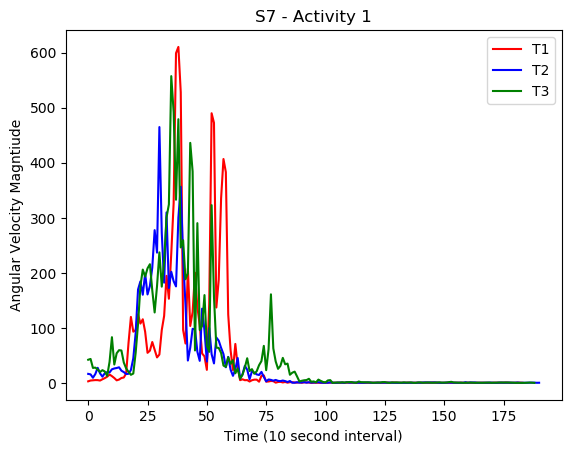 S7 - Activity 1
T1
T2
T3
Angular Velocity Magntiude
600
500
400
300
200
100
0
0 25 50 75 100 125 150 175
Time (10 second interval)